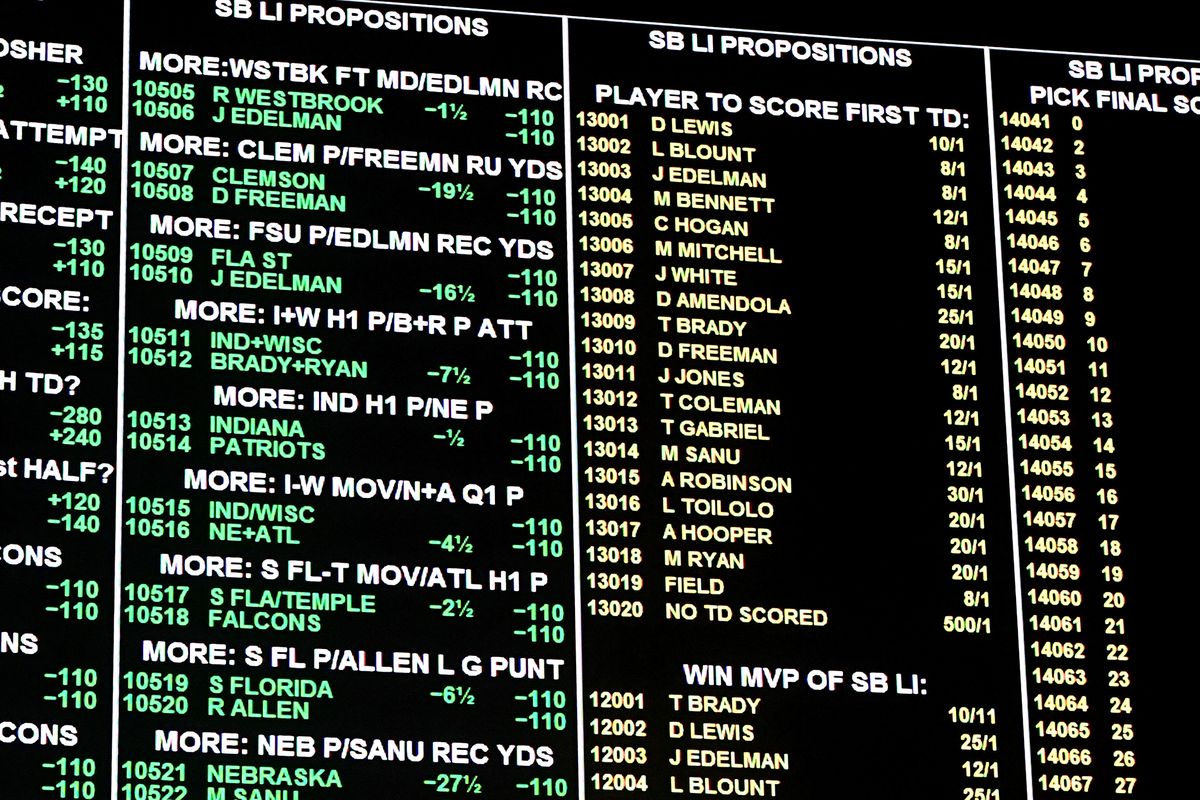 OSHER
-130
+110
ATTEMPT
-140
+120
RECEPT
-130
+110
SCORE:
-135
+115
H TD?
-280
+240
st HALF?
+120
-140
CONS
-110
-110
NS
-110
-110
CONS
-110
-110
SB LI PROPOSITIONS
MORE:WSTBK FT MD/EDLMN RC
10505 R WESTBROOK -1½ -110
10506 J EDELMAN -110
MORE: CLEM P/FREEMN RU YDS
10507 CLEMSON -19½ -110
10508 D FREEMAN -110
MORE: FSU P/EDLMN REC YDS
10509 FLA ST -110
10510 J EDELMAN -16½ -110
MORE: I+W H1 P/B+R P ATT
10511 IND+WISC -110
10512 BRADY+RYAN -7½ -110
MORE: IND H1 P/NE P
10513 INDIANA -½ -110
10514 PATRIOTS -110
MORE: I-W MOV/N+A Q1 P
10515 IND/WISC -110
10516 NE+ATL -4½ -110
MORE: S FL-T MOV/ATL H1 P
10517 S FLA/TEMPLE -2½ -110
10518 FALCONS -110
MORE: S FL P/ALLEN L G PUNT
10519 S FLORIDA -6½ -110
10520 R ALLEN -110
MORE: NEB P/SANU REC YDS
10521 NEBRASKA -27½ -110
10522 M SANU
SB LI PROPOSITIONS
PLAYER TO SCORE FIRST TD:
13001 D LEWIS 10/1
13002 L BLOUNT 8/1
13003 J EDELMAN 8/1
13004 M BENNETT 12/1
13005 C HOGAN 8/1
13006 M MITCHELL 15/1
13007 J WHITE 15/1
13008 D AMENDOLA 25/1
13009 T BRADY 20/1
13010 D FREEMAN 12/1
13011 J JONES 8/1
13012 T COLEMAN 12/1
13013 T GABRIEL 15/1
13014 M SANU 12/1
13015 A ROBINSON 30/1
13016 L TOILOLO 20/1
13017 A HOOPER 20/1
13018 M RYAN 20/1
13019 FIELD 8/1
13020 NO TD SCORED 500/1
WIN MVP OF SB LI:
12001 T BRADY 10/11
12002 D LEWIS 25/1
12003 J EDELMAN 12/1
12004 L BLOUNT 25/1
SB LI PROP
PICK FINAL SC
14041 0
14042 2
14043 3
14044 4
14045 5
14046 6
14047 7
14048 8
14049 9
14050 10
14051 11
14052 12
14053 13
14054 14
14055 15
14056 16
14057 17
14058 18
14059 19
14060 20
14061 21
14062 22
14063 23
14064 24
14065 25
14066 26
14067 27